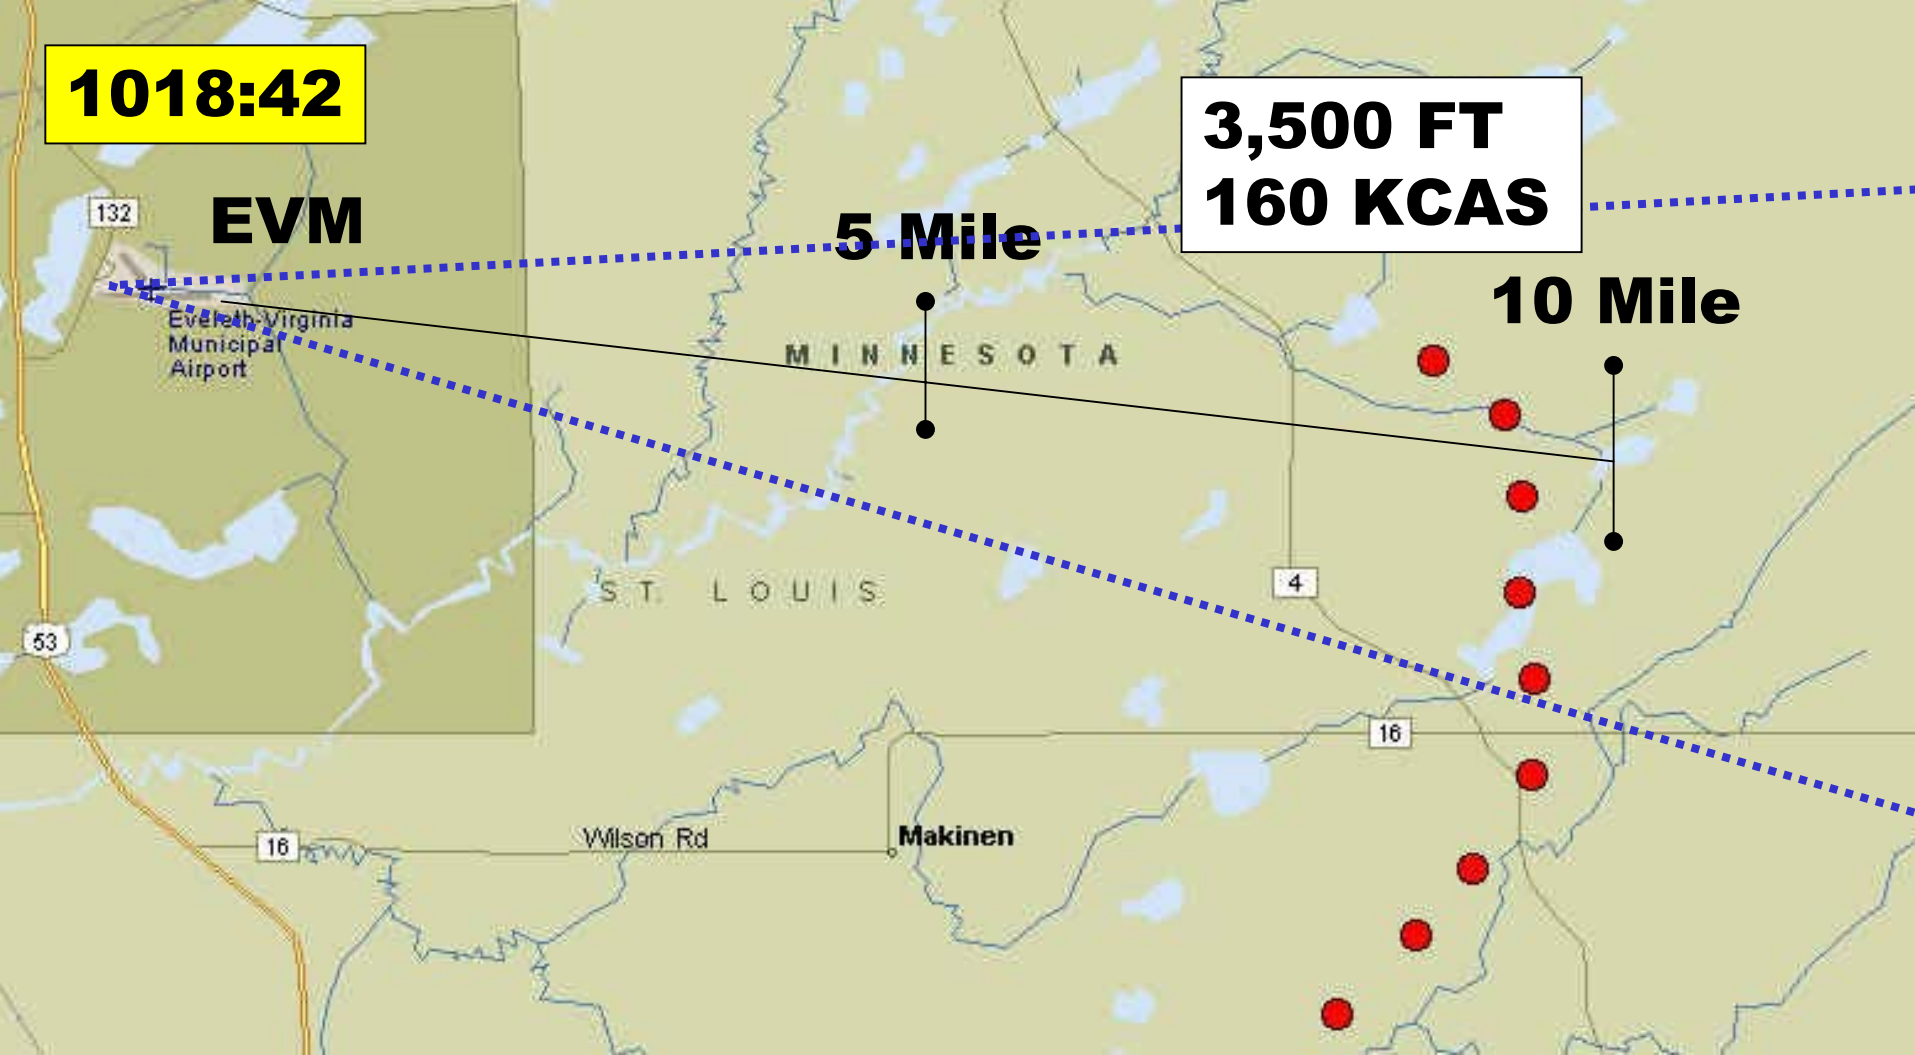 1018:42
3,500 FT
160 KCAS
132
EVM
5 Mile
10 Mile
Eveleth-Virginia
Municipal
Airport
MINNESOTA
4
ST. LOUIS
53
16
16
Wilson Rd
Makinen